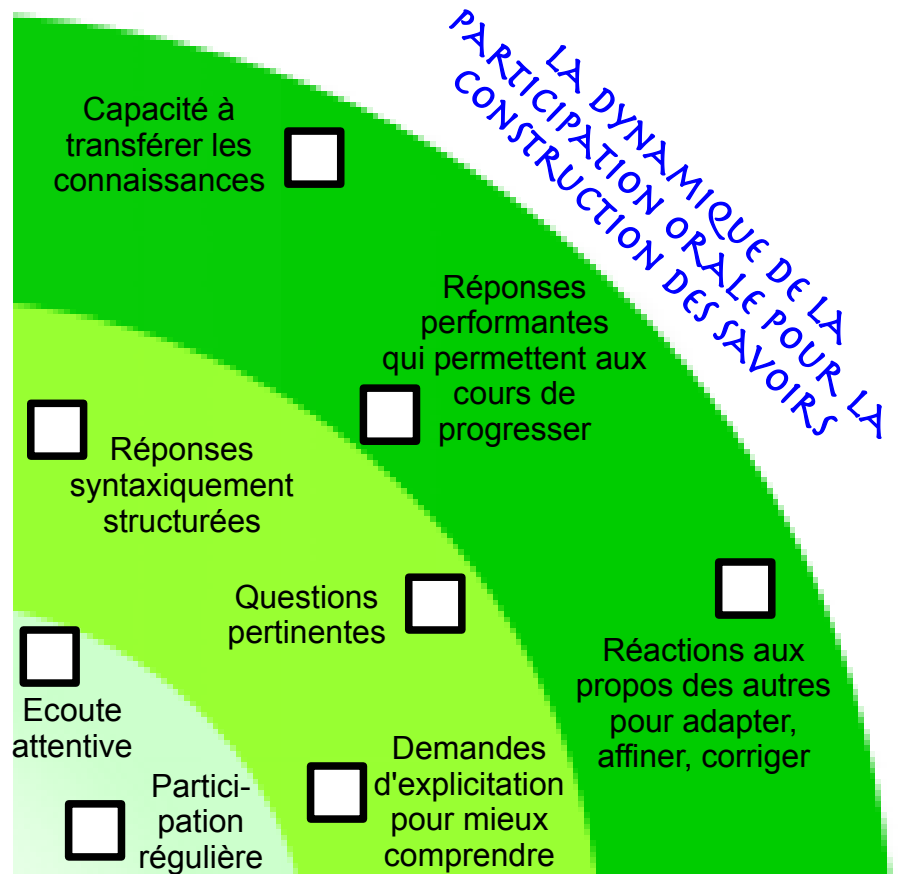 LA DYNAMIQUE DE LA
PARTICIPATION ORALE POUR LA
CONSTRUCTION DES SAVOIRS
Capacité à
transférer les
connaissances
Réponses
performantes
qui permettent aux
cours de
progresser
Réponses
syntaxiquement
structurées
Questions
pertinentes
Réactions aux
propos des autres
pour adapter,
affiner, corriger
Ecoute
attentive
Demandes
d'explicitation
pour mieux
comprendre
Partici-
pation
régulière